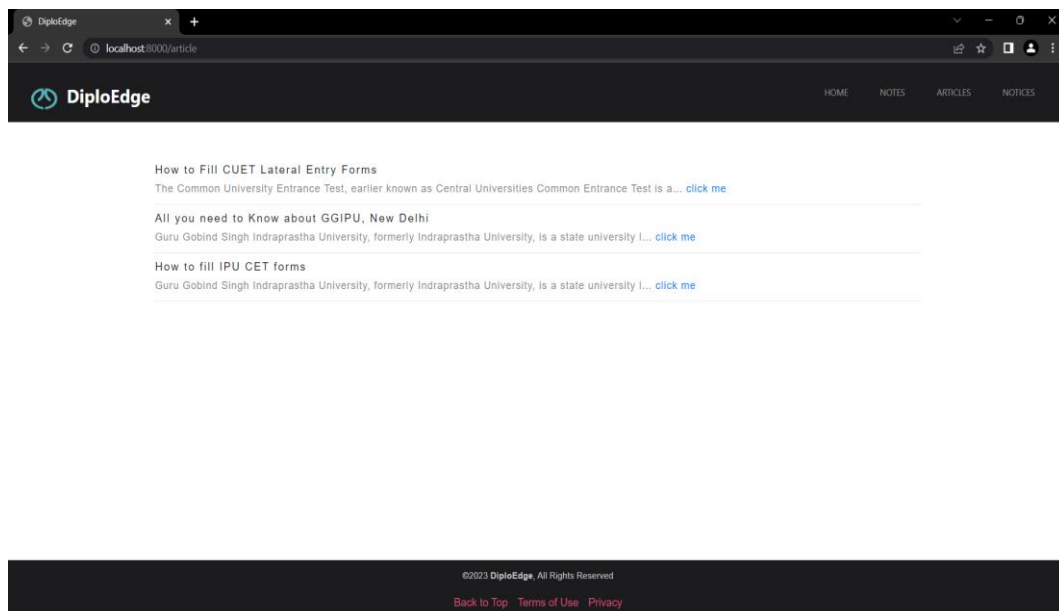 DiploEdge
localhost:8000/article
DiploEdge
HOME NOTES ARTICLES NOTICES
How to Fill CUET Lateral Entry Forms
The Common University Entrance Test, earlier known as Central Universities Common Entrance Test is a... click me
All you need to Know about GGIPU, New Delhi
Guru Gobind Singh Indraprastha University, formerly Indraprastha University, is a state university l... click me
How to fill IPU CET forms
Guru Gobind Singh Indraprastha University, formerly Indraprastha University, is a state university l... click me
©2023 DiploEdge, All Rights Reserved
Back to Top Terms of Use Privacy